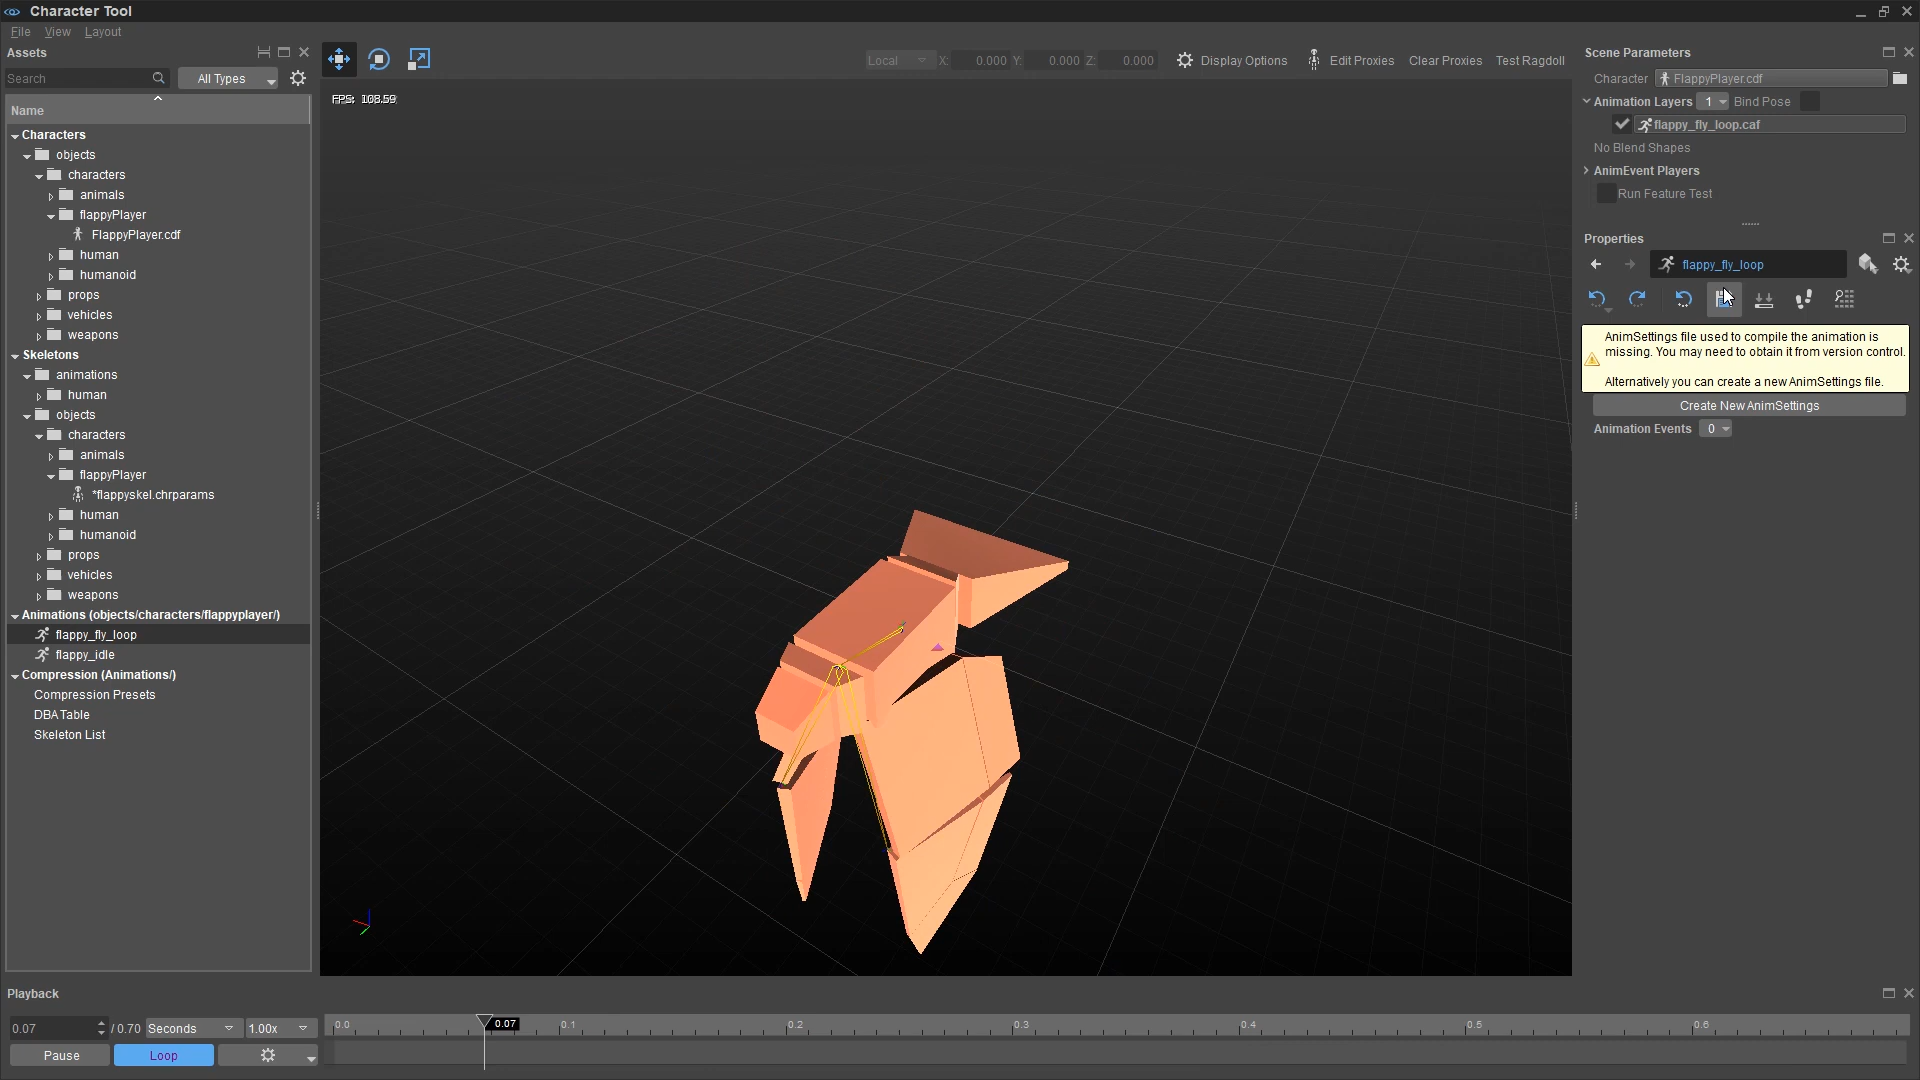 Character Tool
File View Layout
Assets
Search
All Types
Name
Characters
objects
characters
animals
flappyPlayer
FlappyPlayer.cdf
human
humanoid
props
vehicles
weapons
Skeletons
animations
human
objects
characters
animals
flappyPlayer
*flappyskel.chrparams
human
humanoid
props
vehicles
weapons
Animations (objects/characters/flappyplayer/)
flappy_fly_loop
flappy_idle
Compression (Animations/)
Compression Presets
DBA Table
Skeleton List
Local X: 0.000 Y: 0.000 Z: 0.000 Display Options Edit Proxies Clear Proxies Test Ragdoll
FPS: 108.59
Scene Parameters
Character FlappyPlayer.cdf
Animation Layers 1 Bind Pose
flappy_fly_loop.caf
No Blend Shapes
AnimEvent Players
Run Feature Test
Properties
flappy_fly_loop
AnimSettings file used to compile the animation is
missing. You may need to obtain it from version control.
Alternatively you can create a new AnimSettings file.
Create New AnimSettings
Animation Events 0
Playback
0.07 / 0.70 Seconds 1.00x
0.0 0.07 0.1 0.2 0.3 0.4 0.5 0.6
Pause Loop